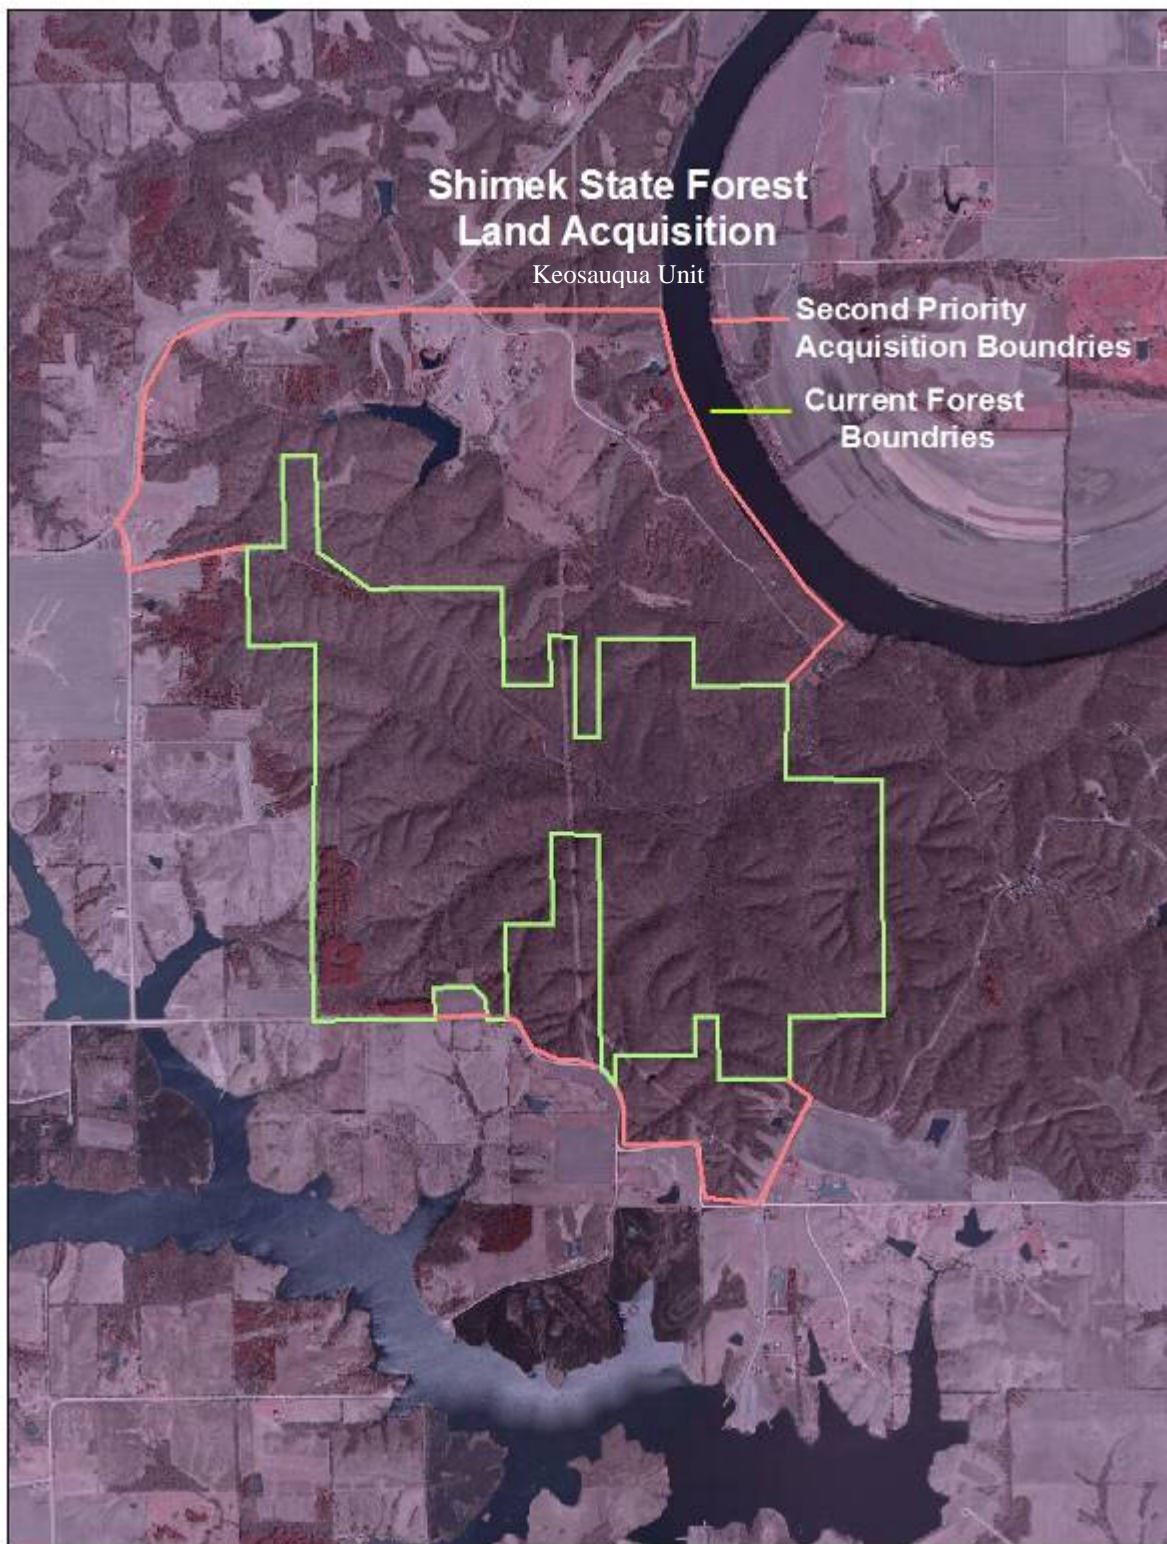 Shimek State Forest
Land Acquisition
Keosauqua Unit
Second Priority
Acquisition Boundries
Current Forest
Boundries